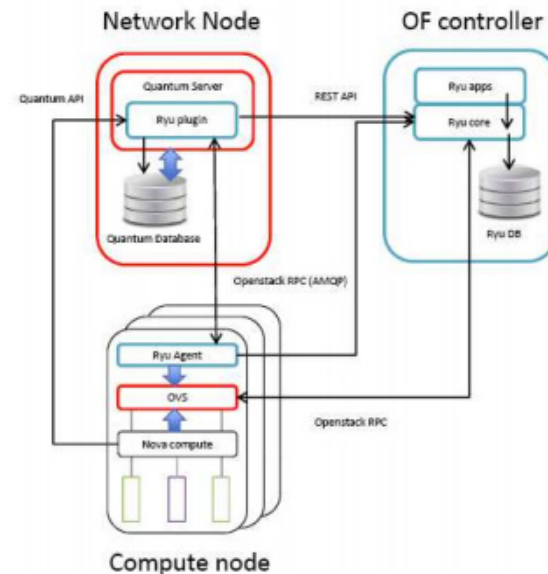 Network Node
OF controller
Quantum API
Quantum Server
Ryu plugin
REST API
Ryu apps
Ryu core
Quantum Database
Ryu DB
Openstack RPC (AMQP)
Ryu Agent
OVS
Openstack RPC
Nova compute
Compute node